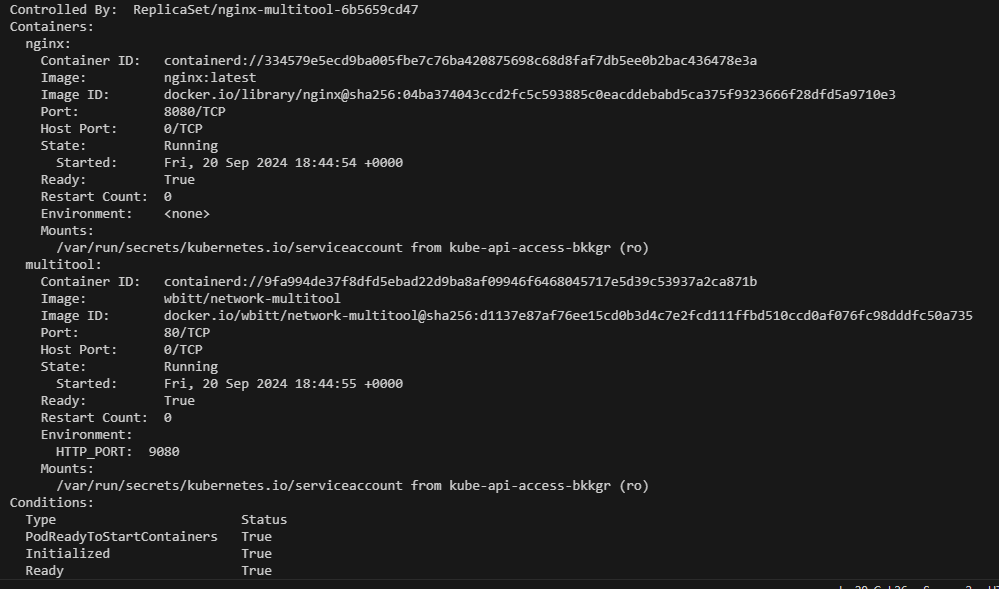 Controlled By:  ReplicaSet/nginx-multitool-6b5659cd47
Containers:
  nginx:
    Container ID:   containerd://334579e5ecd9ba005fbe7c76ba420875698c68d8faf7db5ee0b2bac436478e3a
    Image:          nginx:latest
    Image ID:       docker.io/library/nginx@sha256:04ba374043ccd2fc5c593885c0eacddebabd5ca375f9323666f28dfd5a9710e3
    Port:           8080/TCP
    Host Port:      0/TCP
    State:          Running
      Started:      Fri, 20 Sep 2024 18:44:54 +0000
    Ready:          True
    Restart Count:  0
    Environment:    <none>
    Mounts:
      /var/run/secrets/kubernetes.io/serviceaccount from kube-api-access-bkkgr (ro)
  multitool:
    Container ID:   containerd://9fa994de37f8dfd5ebad22d9ba8af09946f6468045717e5d39c53937a2ca871b
    Image:          wbitt/network-multitool
    Image ID:       docker.io/wbitt/network-multitool@sha256:d1137e87af76ee15cd0b3d4c7e2fcd111ffbd510ccd0af076fc98dddfc50a735
    Port:           80/TCP
    Host Port:      0/TCP
    State:          Running
      Started:      Fri, 20 Sep 2024 18:44:55 +0000
    Ready:          True
    Restart Count:  0
    Environment:
      HTTP_PORT:  9080
    Mounts:
      /var/run/secrets/kubernetes.io/serviceaccount from kube-api-access-bkkgr (ro)
Conditions:
  Type                        Status
  PodReadyToStartContainers   True
  Initialized                 True
  Ready                       True